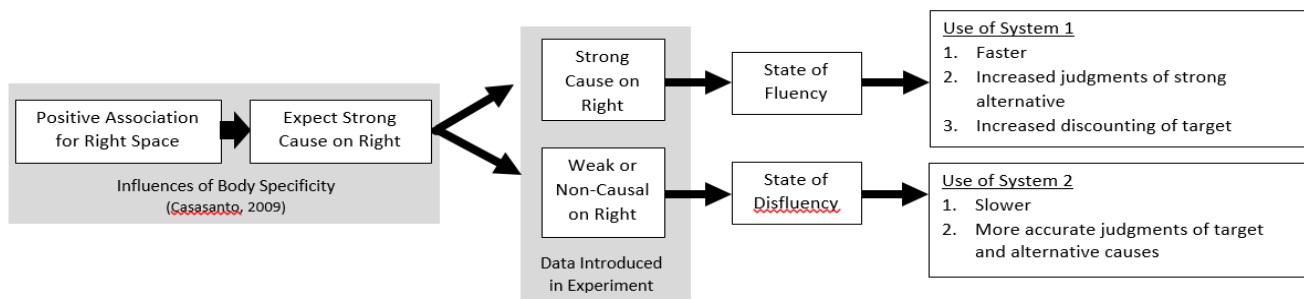 Positive Association
for Right Space
Expect Strong
Cause on Right
Influences of Body Specificity
(Casasanto, 2009)
Strong
Cause on
Right
Weak or
Non-Causal
on Right
Data Introduced
in Experiment
State of
Fluency
State of
Disfluency
Use of System 1
1. Faster
2. Increased judgments of strong
alternative
3. Increased discounting of target
Use of System 2
1. Slower
2. More accurate judgments of target
and alternative causes